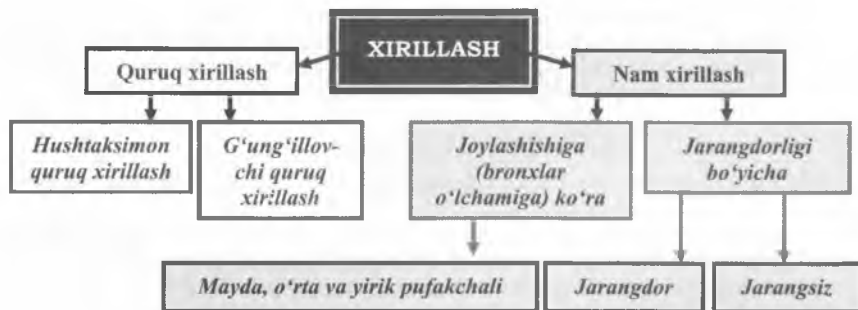 XIRILLASH
Quruq xirillash
Nam xirillash
Hushtaksimon
quruq xirillash
G‘ung‘illov-
chi quruq
xirillash
Joylashishiga
(bronxlar
o‘lchamiga) ko‘ra
Jarangdorligi
bo‘yicha
Mayda, o‘rta va yirik pufakchali
Jarangdor
Jarangsiz